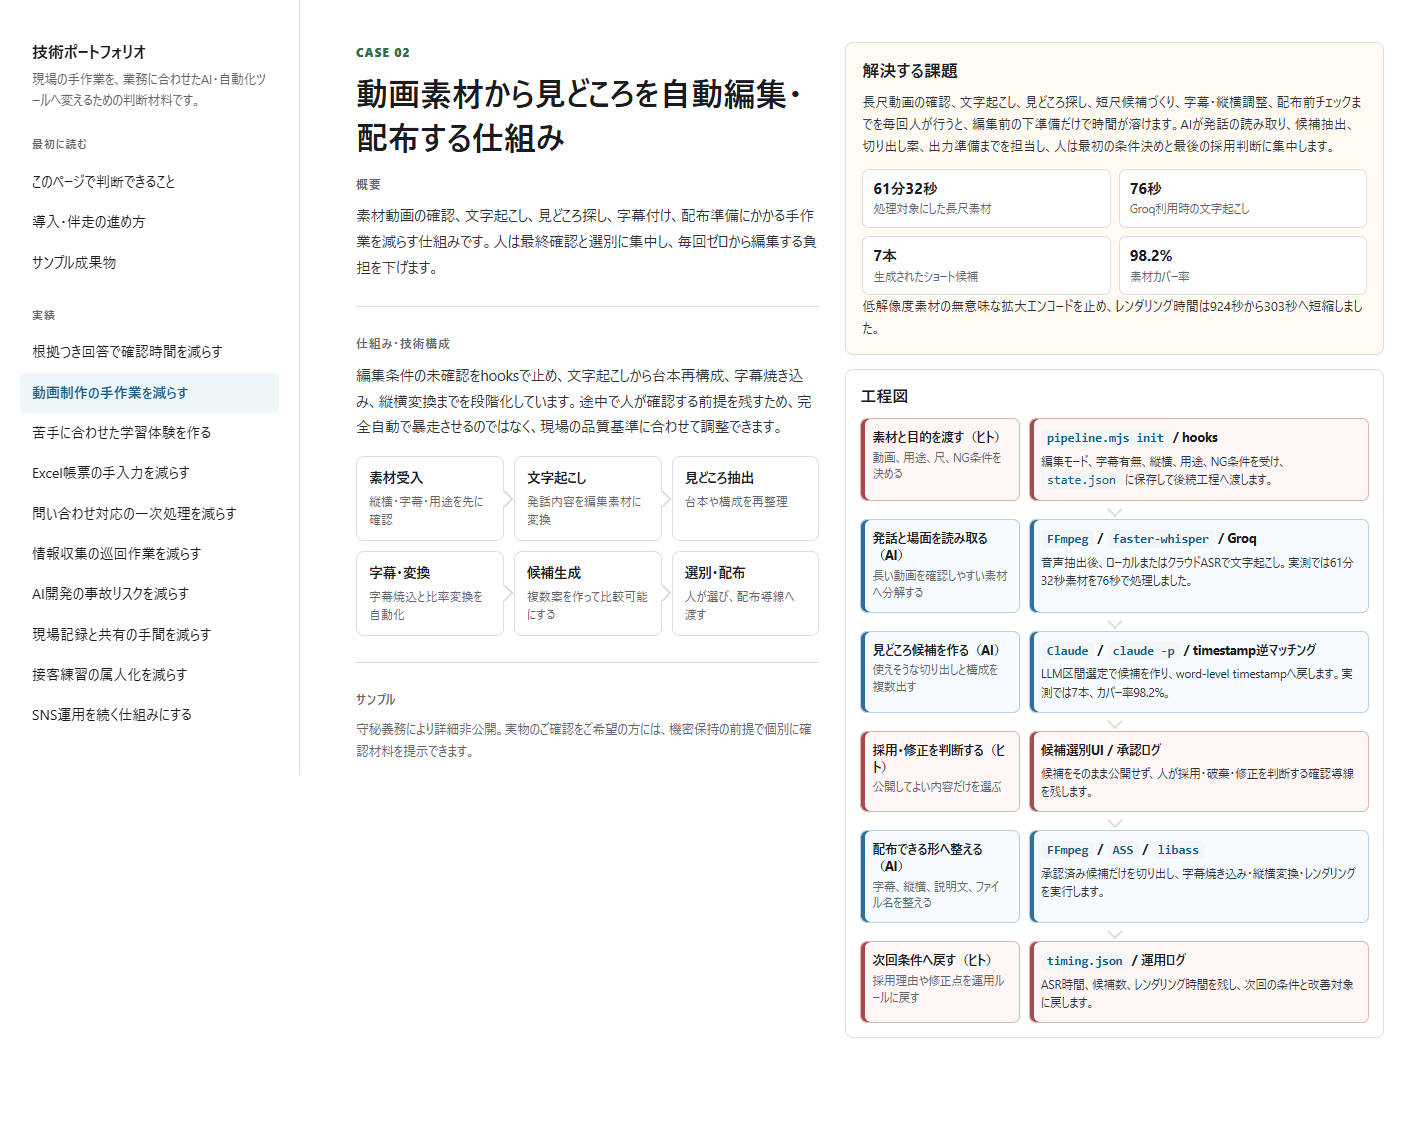 技術ポートフォリオ
現場の手作業を、業務に合わせたAI・自動化ツ
ールへ変えるための判断材料です。
最初に読む
このページで判断できること
導入・伴走の進め方
サンプル成果物
実績
根拠つき回答で確認時間を減らす
動画制作の手作業を減らす
苦手に合わせた学習体験を作る
Excel帳票の手入力を減らす
問い合わせ対応の一次処理を減らす
情報収集の巡回作業を減らす
AI開発の事故リスクを減らす
現場記録と共有の手間を減らす
接客練習の属人化を減らす
SNS運用を続く仕組みにする
CASE 02
動画素材から見どころを自動編集・
配布する仕組み
概要
素材動画の確認、文字起こし、見どころ探し、字幕付け、配布準備にかかる手作
業を減らす仕組みです。人は最終確認と選別に集中し、毎回ゼロから編集する負
担を下げます。
仕組み・技術構成
編集条件の未確認をhooksで止め、文字起こしから台本再構成、字幕焼き込
み、縦横変換までを段階化しています。途中で人が確認する前提を残すため、完
全自動で暴走させるのではなく、現場の品質基準に合わせて調整できます。
素材受入
縦横・字幕・用途を先に
確認
文字起こし
発話内容を編集素材に
変換
見どころ抽出
台本や構成を再整理
字幕・変換
字幕焼込と比率変換を
自動化
候補生成
複数案を作って比較可能
にする
選別・配布
人が選び、配布導線へ
渡す
サンプル
守秘義務により詳細非公開。実物のご確認をご希望の方には、機密保持の前提で個別に確
認材料を提示できます。
解決する課題
長尺動画の確認、文字起こし、見どころ探し、短尺候補づくり、字幕・縦横調整、配布前チェックま
でを毎回人が行うと、編集前の下準備だけで時間が溶けます。AIが発話の読み取り、候補抽出、
切り出し案、出力準備までを担当し、人は最初の条件決めと最後の採用判断に集中します。
61分32秒
処理対象にした長尺素材
76秒
Groq利用時の文字起こし
7本
生成されたショート候補
98.2%
素材カバー率
低解像度素材の無意味な拡大エンコードを止め、レンダリング時間は924秒から303秒へ短縮しまし
た。
工程図
素材と目的を渡す（ヒト）
動画、用途、尺、NG条件を
決める
pipeline.mjs init / hooks
編集モード、字幕有無、縦横、用途、NG条件を受け、
state.json に保存して後続工程へ渡します。
発話と場面を読み取る
（AI）
長い動画を確認しやすい素材
へ分解する
FFmpeg / faster-whisper / Groq
音声抽出後、ローカルまたはクラウドASRで文字起こし。実測では61分
32秒素材を76秒で処理しました。
見どころ候補を作る（AI）
使えそうな切り出しと構成を
複数出す
Claude / claude -p / timestamp逆マッチング
LLM区間選定で候補を作り、word-level timestampへ戻します。実
測では7本、カバー率98.2%。
採用・修正を判断する（ヒ
ト）
公開してよい内容だけを選ぶ
候補選別UI / 承認ログ
候補をそのまま公開せず、人が採用・破棄・修正を判断する確認導線
を残します。
配布できる形へ整える
（AI）
字幕、縦横、説明文、ファイ
ル名を整える
FFmpeg / ASS / libass
承認済み候補だけを切り出し、字幕焼き込み・縦横変換・レンダリング
を実行します。
次回条件へ戻す（ヒト）
採用理由や修正点を運用ル
ールに戻す
timing.json / 運用ログ
ASR時間、候補数、レンダリング時間を残し、次回の条件と改善対象
に戻します。